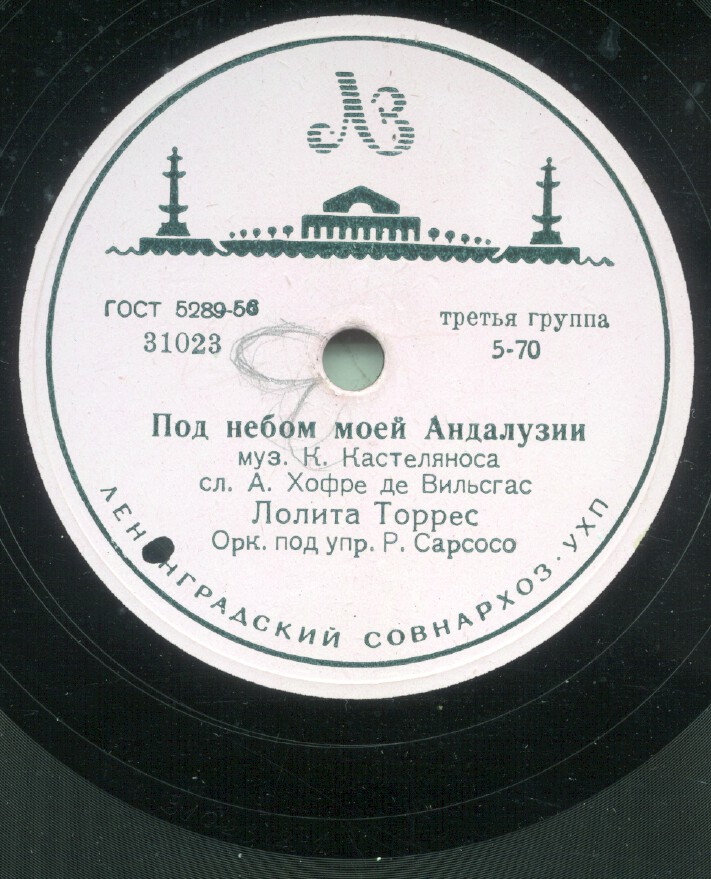 ЛЗ
ГОСТ 5289-56
31023
третья группа
5-70
Под небом моей Андалузии
муз. К. Кастеляноса
сл. А. Хофре де Вильсгас
Лолита Торрес
Орк. под упр. Р. Сарсосо
ЛЕНИНГРАДСКИЙ СОВНАРХОЗ · УХП